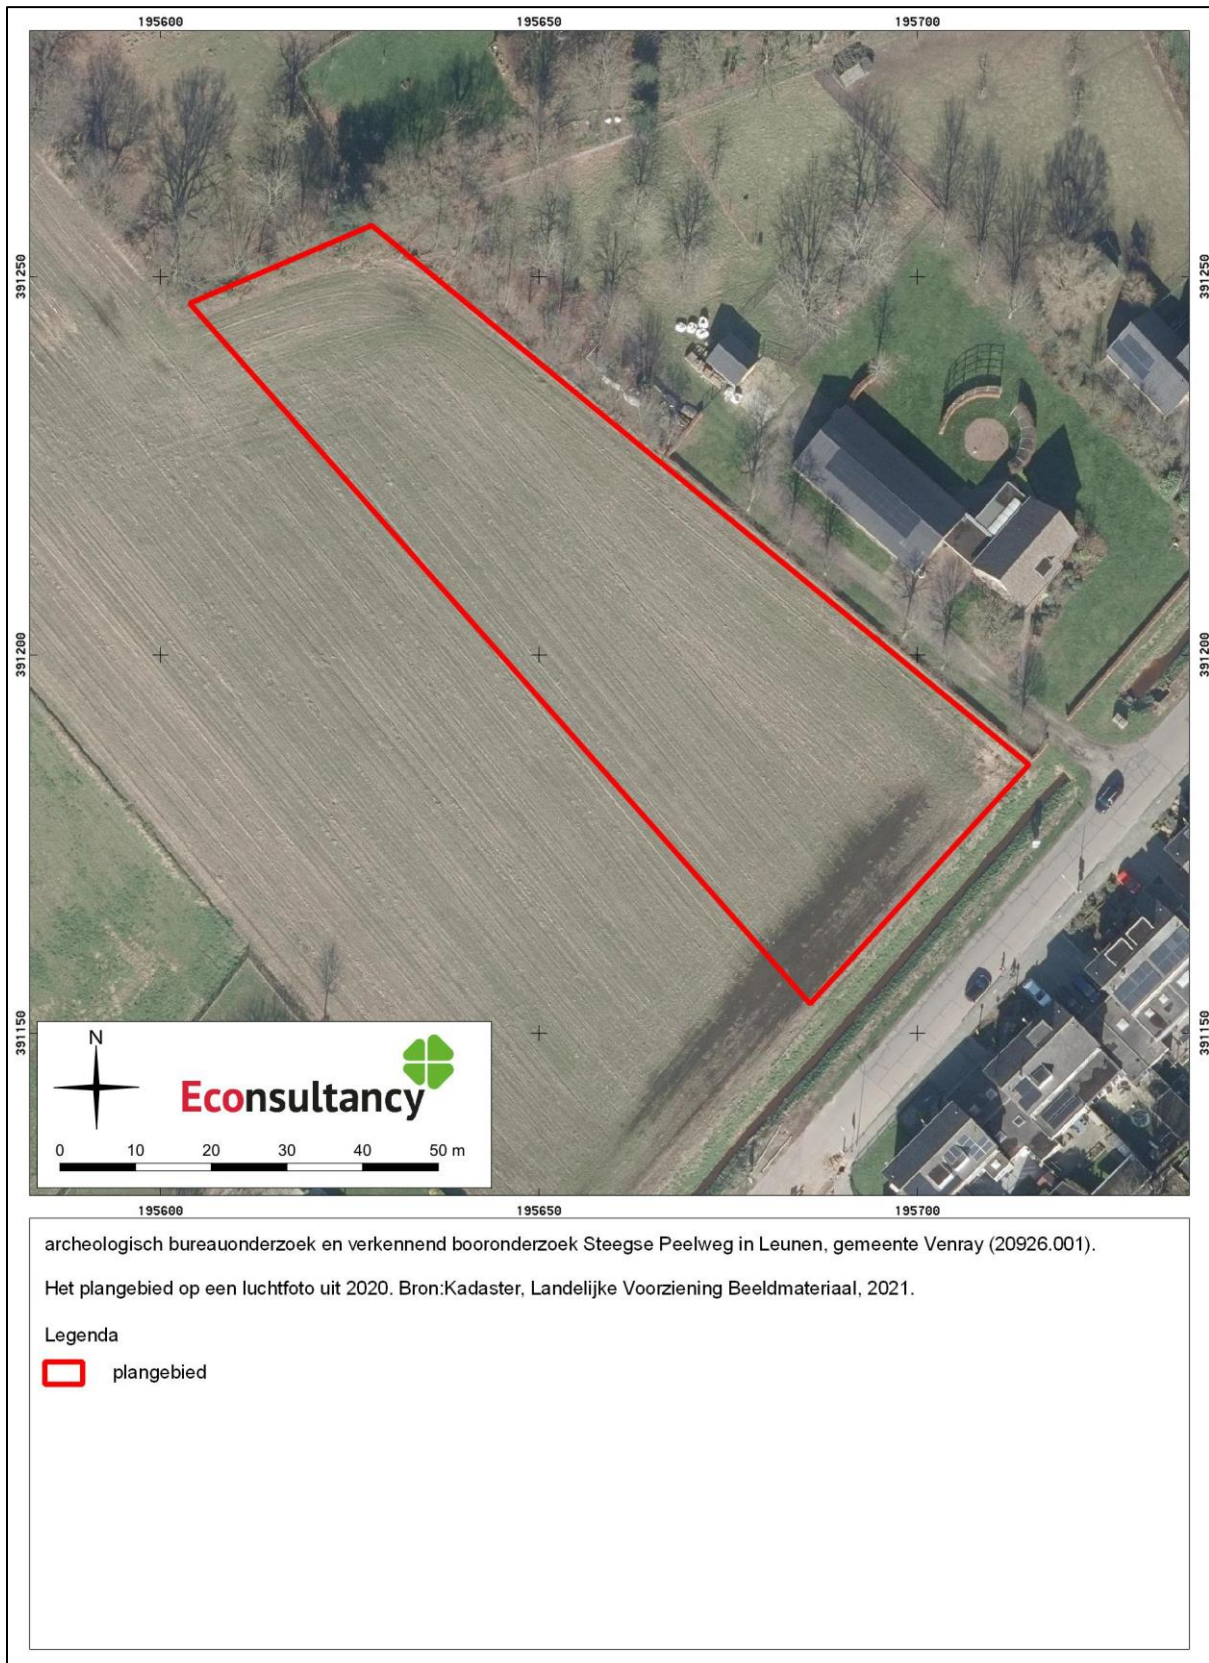 195600 195650 195700
391250 391250
391200 391200
391150 391150
N
Econsultancy
0 10 20 30 40 50 m
195600 195650 195700
archeologisch bureauonderzoek en verkennend booronderzoek Steegse Peelweg in Leunen, gemeente Venray (20926.001).
Het plangebied op een luchtfoto uit 2020. Bron:Kadaster, Landelijke Voorziening Beeldmateriaal, 2021.
Legenda
plangebied